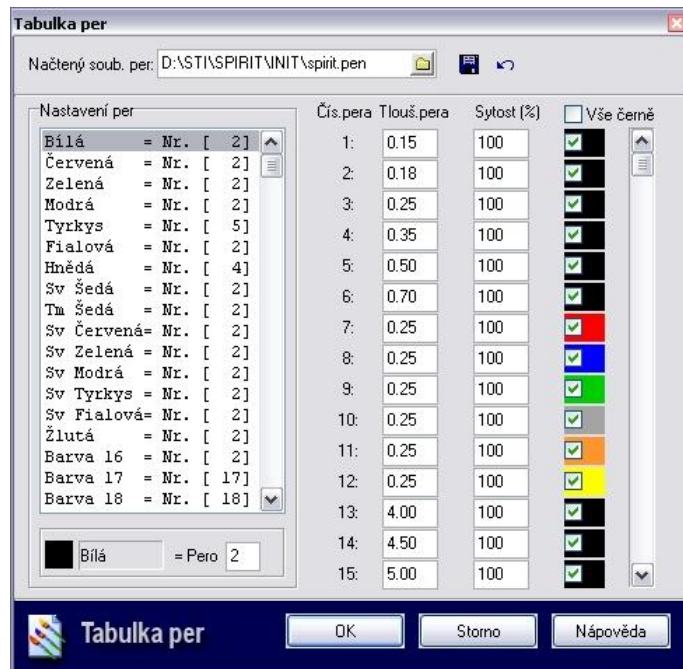 Tabulka per
Načtený soub. per: D:\STI\SPIRIT\INIT\spirit.pen
Nastavení per
Bílá = Nr. [ 2]
Červená = Nr. [ 2]
Zelená = Nr. [ 2]
Modrá = Nr. [ 2]
Tyrkys = Nr. [ 5]
Fialová = Nr. [ 2]
Hnědá = Nr. [ 4]
Sv Šedá = Nr. [ 2]
Tm Šedá = Nr. [ 2]
Sv Červená= Nr. [ 2]
Sv Zelená = Nr. [ 2]
Sv Modrá = Nr. [ 2]
Sv Tyrkys = Nr. [ 2]
Sv Fialová= Nr. [ 2]
Žlutá = Nr. [ 2]
Barva 16 = Nr. [ 2]
Barva 17 = Nr. [ 17]
Barva 18 = Nr. [ 18]
Bílá = Pero 2
Čís.pera Tlouš.pera Sytost (%) Vše černě
1: 0.15 100
2: 0.18 100
3: 0.25 100
4: 0.35 100
5: 0.50 100
6: 0.70 100
7: 0.25 100
8: 0.25 100
9: 0.25 100
10: 0.25 100
11: 0.25 100
12: 0.25 100
13: 4.00 100
14: 4.50 100
15: 5.00 100
Tabulka per OK Storno Nápověda